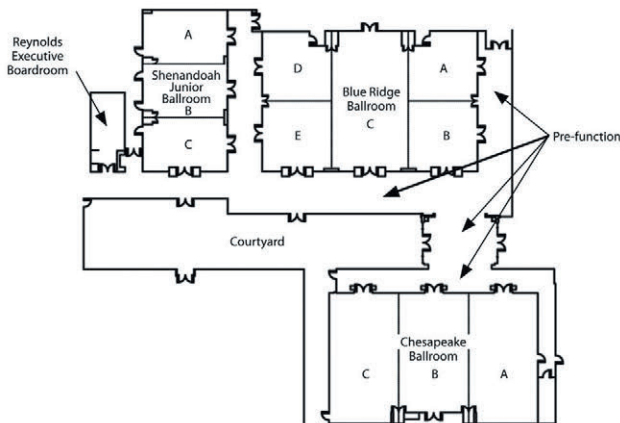 Reynolds
Executive
Boardroom
A
Shenandoah
Junior
Ballroom
B
C
D
E
Blue Ridge
Ballroom
C
A
B
Pre-function
Courtyard
Chesapeake
Ballroom
C
B
A